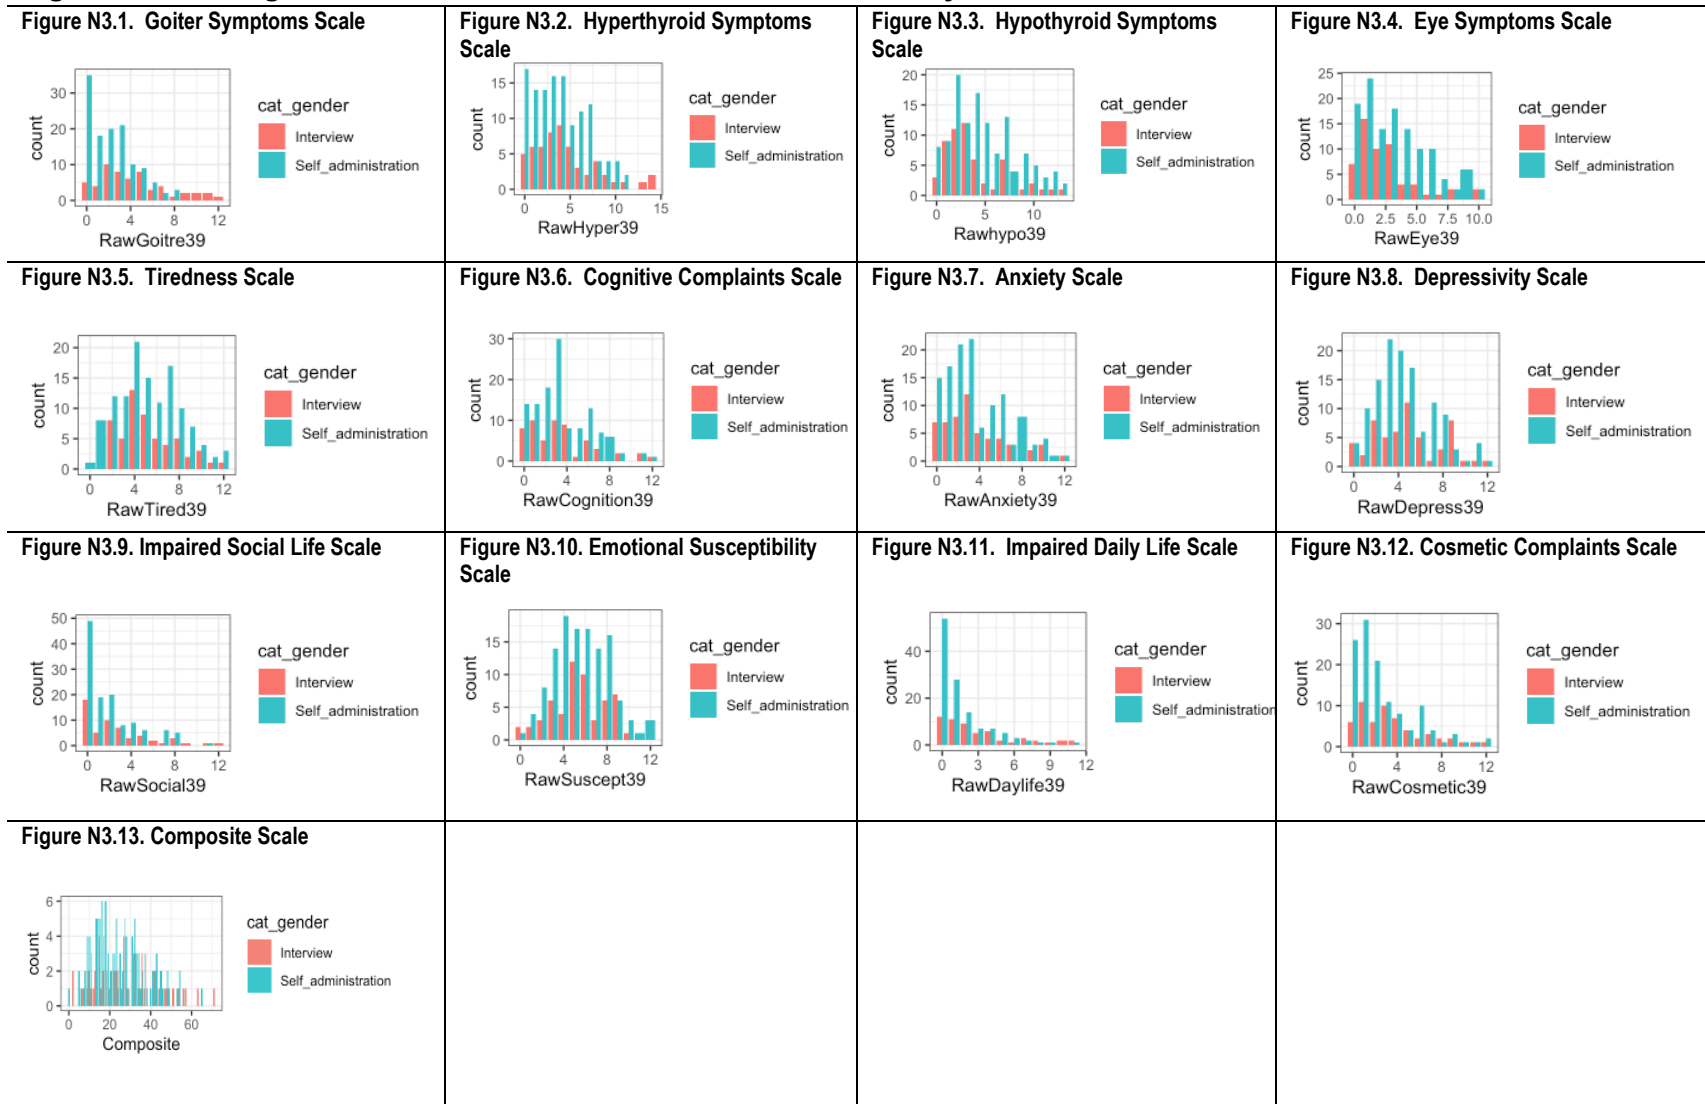 Figure N3.1. Goiter Symptoms Scale
30
20
10
0
count
0 4 8 12
RawGoitre39
cat_gender
Interview
Self_administration
Figure N3.2. Hyperthyroid Symptoms
Scale
15
10
5
0
count
0 5 10 15
RawHyper39
cat_gender
Interview
Self_administration
Figure N3.3. Hypothyroid Symptoms
Scale
20
15
10
5
0
count
0 5 10
Rawhypo39
cat_gender
Interview
Self_administration
Figure N3.4. Eye Symptoms Scale
25
20
15
10
5
0
count
0.0 2.5 5.0 7.5 10.0
RawEye39
cat_gender
Interview
Self_administration
Figure N3.5. Tiredness Scale
20
15
10
5
0
count
0 4 8 12
RawTired39
cat_gender
Interview
Self_administration
Figure N3.6. Cognitive Complaints Scale
30
20
10
0
count
0 4 8 12
RawCognition39
cat_gender
Interview
Self_administration
Figure N3.7. Anxiety Scale
20
15
10
5
0
count
0 4 8 12
RawAnxiety39
cat_gender
Interview
Self_administration
Figure N3.8. Depressivity Scale
20
15
10
5
0
count
0 4 8 12
RawDepress39
cat_gender
Interview
Self_administration
Figure N3.9. Impaired Social Life Scale
50
40
30
20
10
0
count
0 4 8 12
RawSocial39
cat_gender
Interview
Self_administration
Figure N3.10. Emotional Susceptibility
Scale
15
10
5
0
count
0 4 8 12
RawSuscept39
cat_gender
Interview
Self_administration
Figure N3.11. Impaired Daily Life Scale
40
20
0
count
0 3 6 9 12
RawDaylife39
cat_gender
Interview
Self_administration
Figure N3.12. Cosmetic Complaints Scale
30
20
10
0
count
0 4 8 12
RawCosmetic39
cat_gender
Interview
Self_administration
Figure N3.13. Composite Scale
6
4
2
0
count
0 20 40 60
Composite
cat_gender
Interview
Self_administration